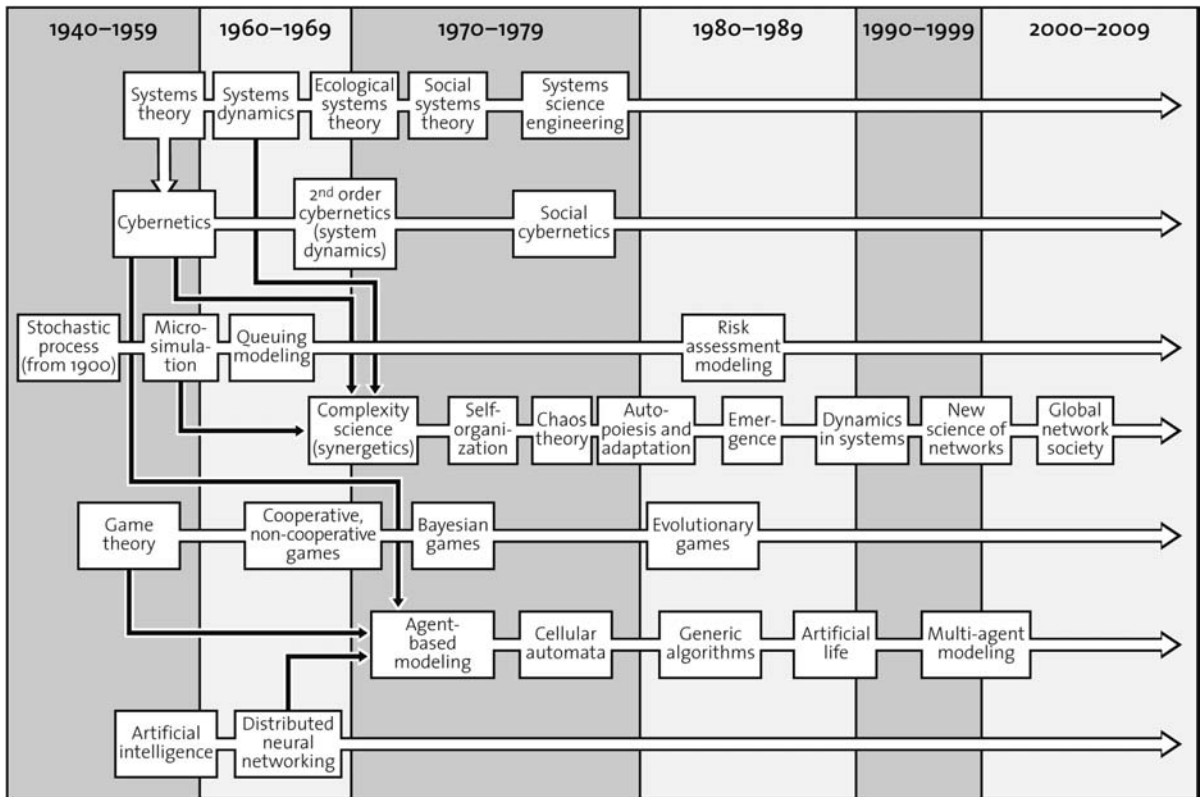 1940–1959
1960–1969
1970–1979
1980–1989
1990–1999
2000–2009
Systems
theory
Systems
dynamics
Ecological
systems
theory
Social
systems
theory
Systems
science
engineering
Cybernetics
2nd order
cybernetics
(system
dynamics)
Social
cybernetics
Stochastic
process
(from 1900)
Micro-
simula-
tion
Queuing
modeling
Risk
assessment
modeling
Complexity
science
(synergetics)
Self-
organi-
zation
Chaos
theory
Auto-
poiesis and
adaptation
Emer-
gence
Dynamics
in systems
New
science of
networks
Global
network
society
Game
theory
Cooperative,
non-cooperative
games
Bayesian
games
Evolutionary
games
Agent-
based
modeling
Cellular
automata
Generic
algorithms
Artificial
life
Multi-agent
modeling
Artificial
intelligence
Distributed
neural
networking